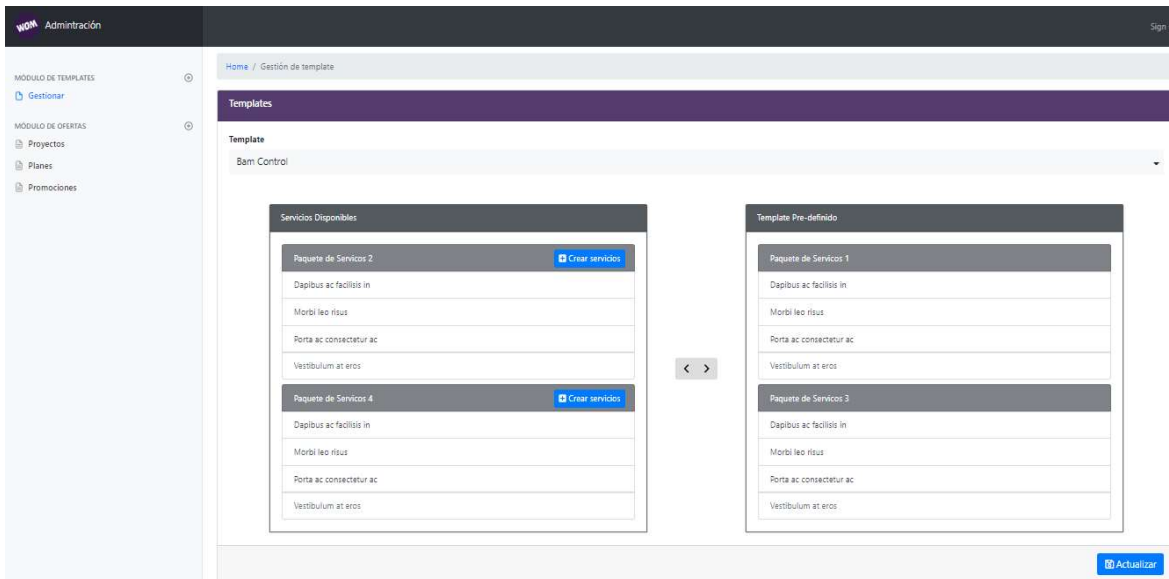 WOM Admintración
Sign
MÓDULO DE TEMPLATES
Gestionar
MÓDULO DE OFERTAS
Proyectos
Planes
Promociones
Home / Gestión de template
Templates
Template
Bam Control
Servicios Disponibles
Paquete de Servicos 2
Crear servicios
Dapibus ac facilisis in
Morbi leo risus
Porta ac consectetur ac
Vestibulum at eros
Paquete de Servicos 4
Crear servicios
Dapibus ac facilisis in
Morbi leo risus
Porta ac consectetur ac
Vestibulum at eros
Template Pre-definido
Paquete de Servicos 1
Dapibus ac facilisis in
Morbi leo risus
Porta ac consectetur ac
Vestibulum at eros
Paquete de Servicos 3
Dapibus ac facilisis in
Morbi leo risus
Porta ac consectetur ac
Vestibulum at eros
Actualizar